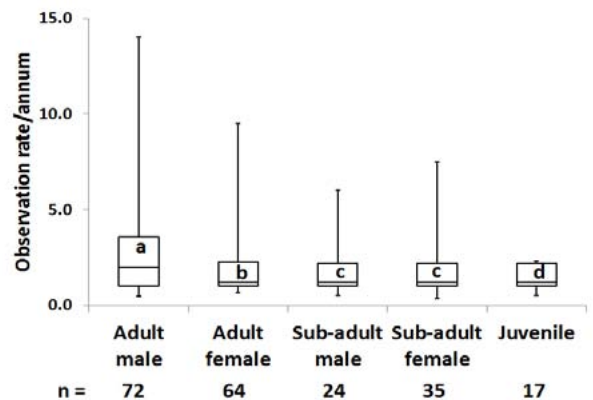 15.0
10.0
5.0
0.0
Observation rate/annum
a
b
c
c
d
Adult male
Adult female
Sub-adult male
Sub-adult female
Juvenile
n = 72 64 24 35 17